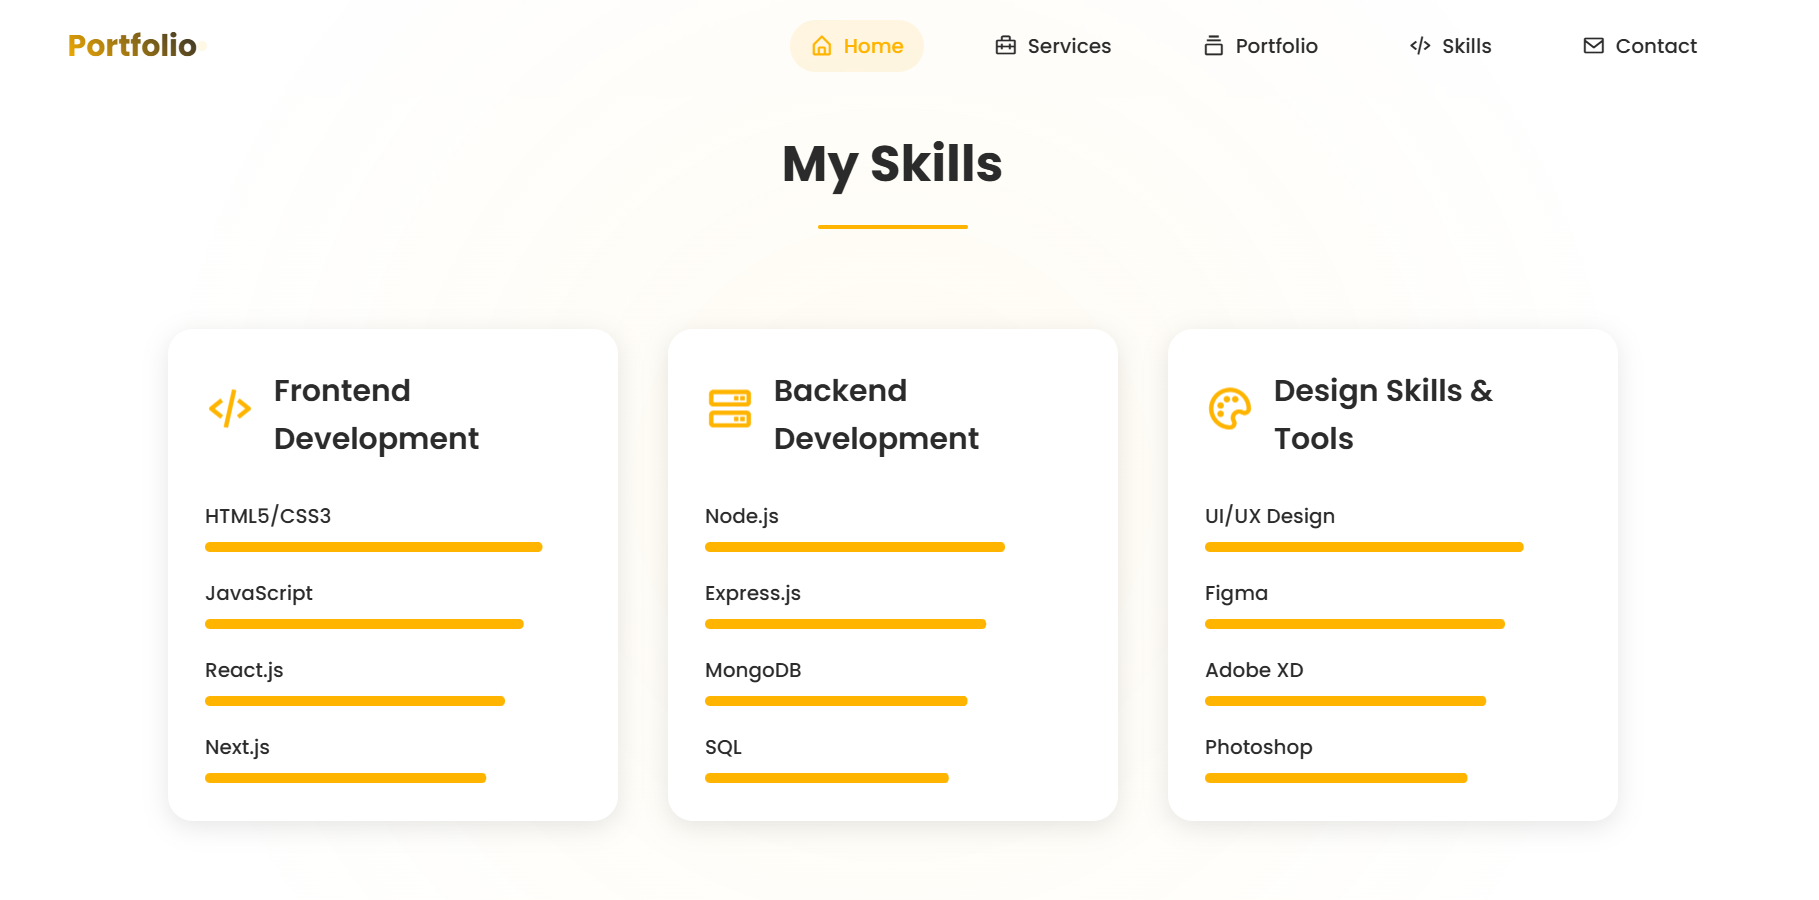 Portfolio
Home
Services
Portfolio
Skills
Contact
My Skills
Frontend
Development
HTML5/CSS3
JavaScript
React.js
Next.js
Backend
Development
Node.js
Express.js
MongoDB
SQL
Design Skills &
Tools
UI/UX Design
Figma
Adobe XD
Photoshop